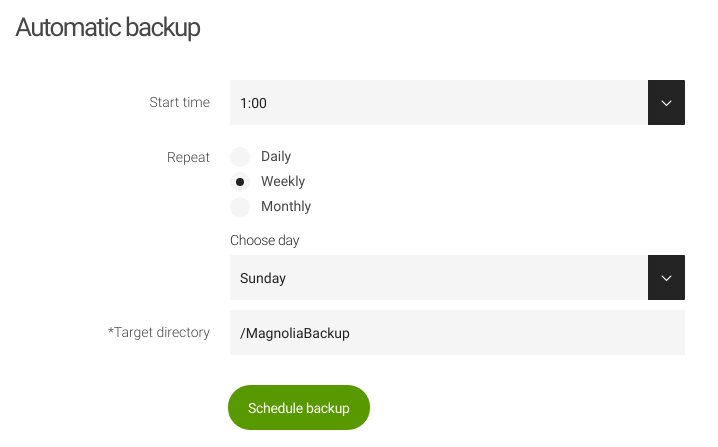 Automatic backup
Start time
1:00
Repeat
Daily
Weekly
Monthly
Choose day
Sunday
*Target directory
/MagnoliaBackup
Schedule backup